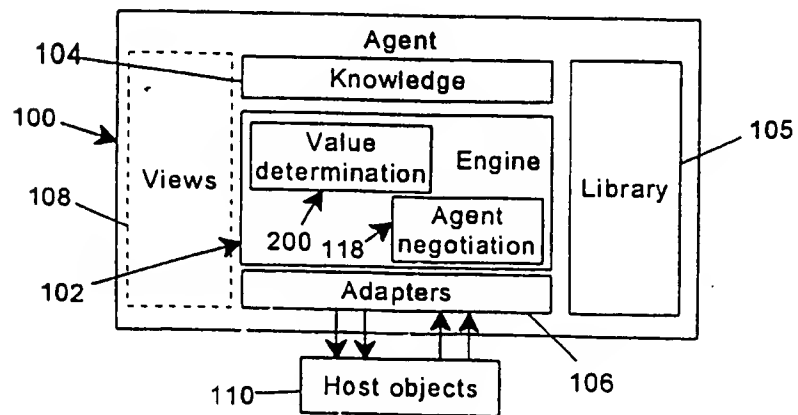 Agent
104
Knowledge
100
Value
determination
Engine
105
Views
Library
108
200
118
Agent
negotiation
102
Adapters
106
110
Host objects